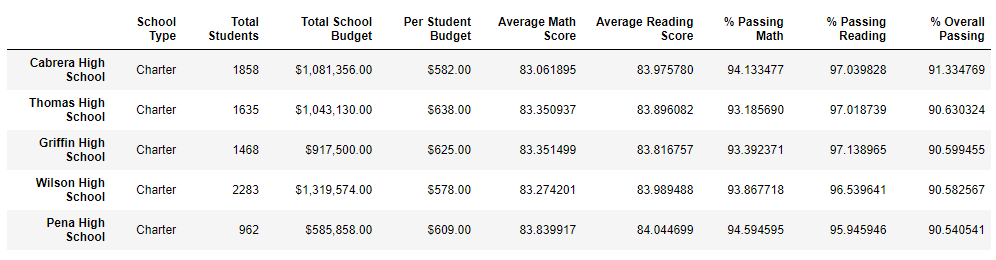 School Type Total Students Total School Budget Per Student Budget Average Math Score Average Reading Score % Passing Math % Passing Reading % Overall Passing
Cabrera High School Charter 1858 $1,081,356.00 $582.00 83.061895 83.975780 94.133477 97.039828 91.334769
Thomas High School Charter 1635 $1,043,130.00 $638.00 83.350937 83.896082 93.185690 97.018739 90.630324
Griffin High School Charter 1468 $917,500.00 $625.00 83.351499 83.816757 93.392371 97.138965 90.599455
Wilson High School Charter 2283 $1,319,574.00 $578.00 83.274201 83.989488 93.867718 96.539641 90.582567
Pena High School Charter 962 $585,858.00 $609.00 83.839917 84.044699 94.594595 95.945946 90.540541